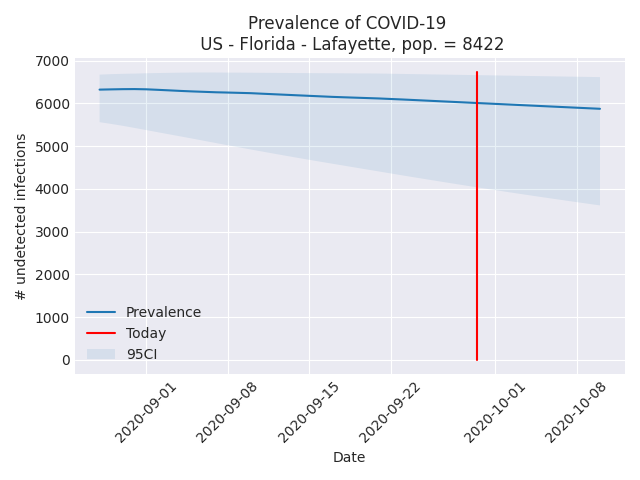 Prevalence of COVID-19
US - Florida - Lafayette, pop. = 8422
7000
6000
5000
4000
3000
2000
1000
0
# undetected infections
Prevalence
Today
95CI
2020-09-01
2020-09-08
2020-09-15
2020-09-22
2020-10-01
2020-10-08
Date